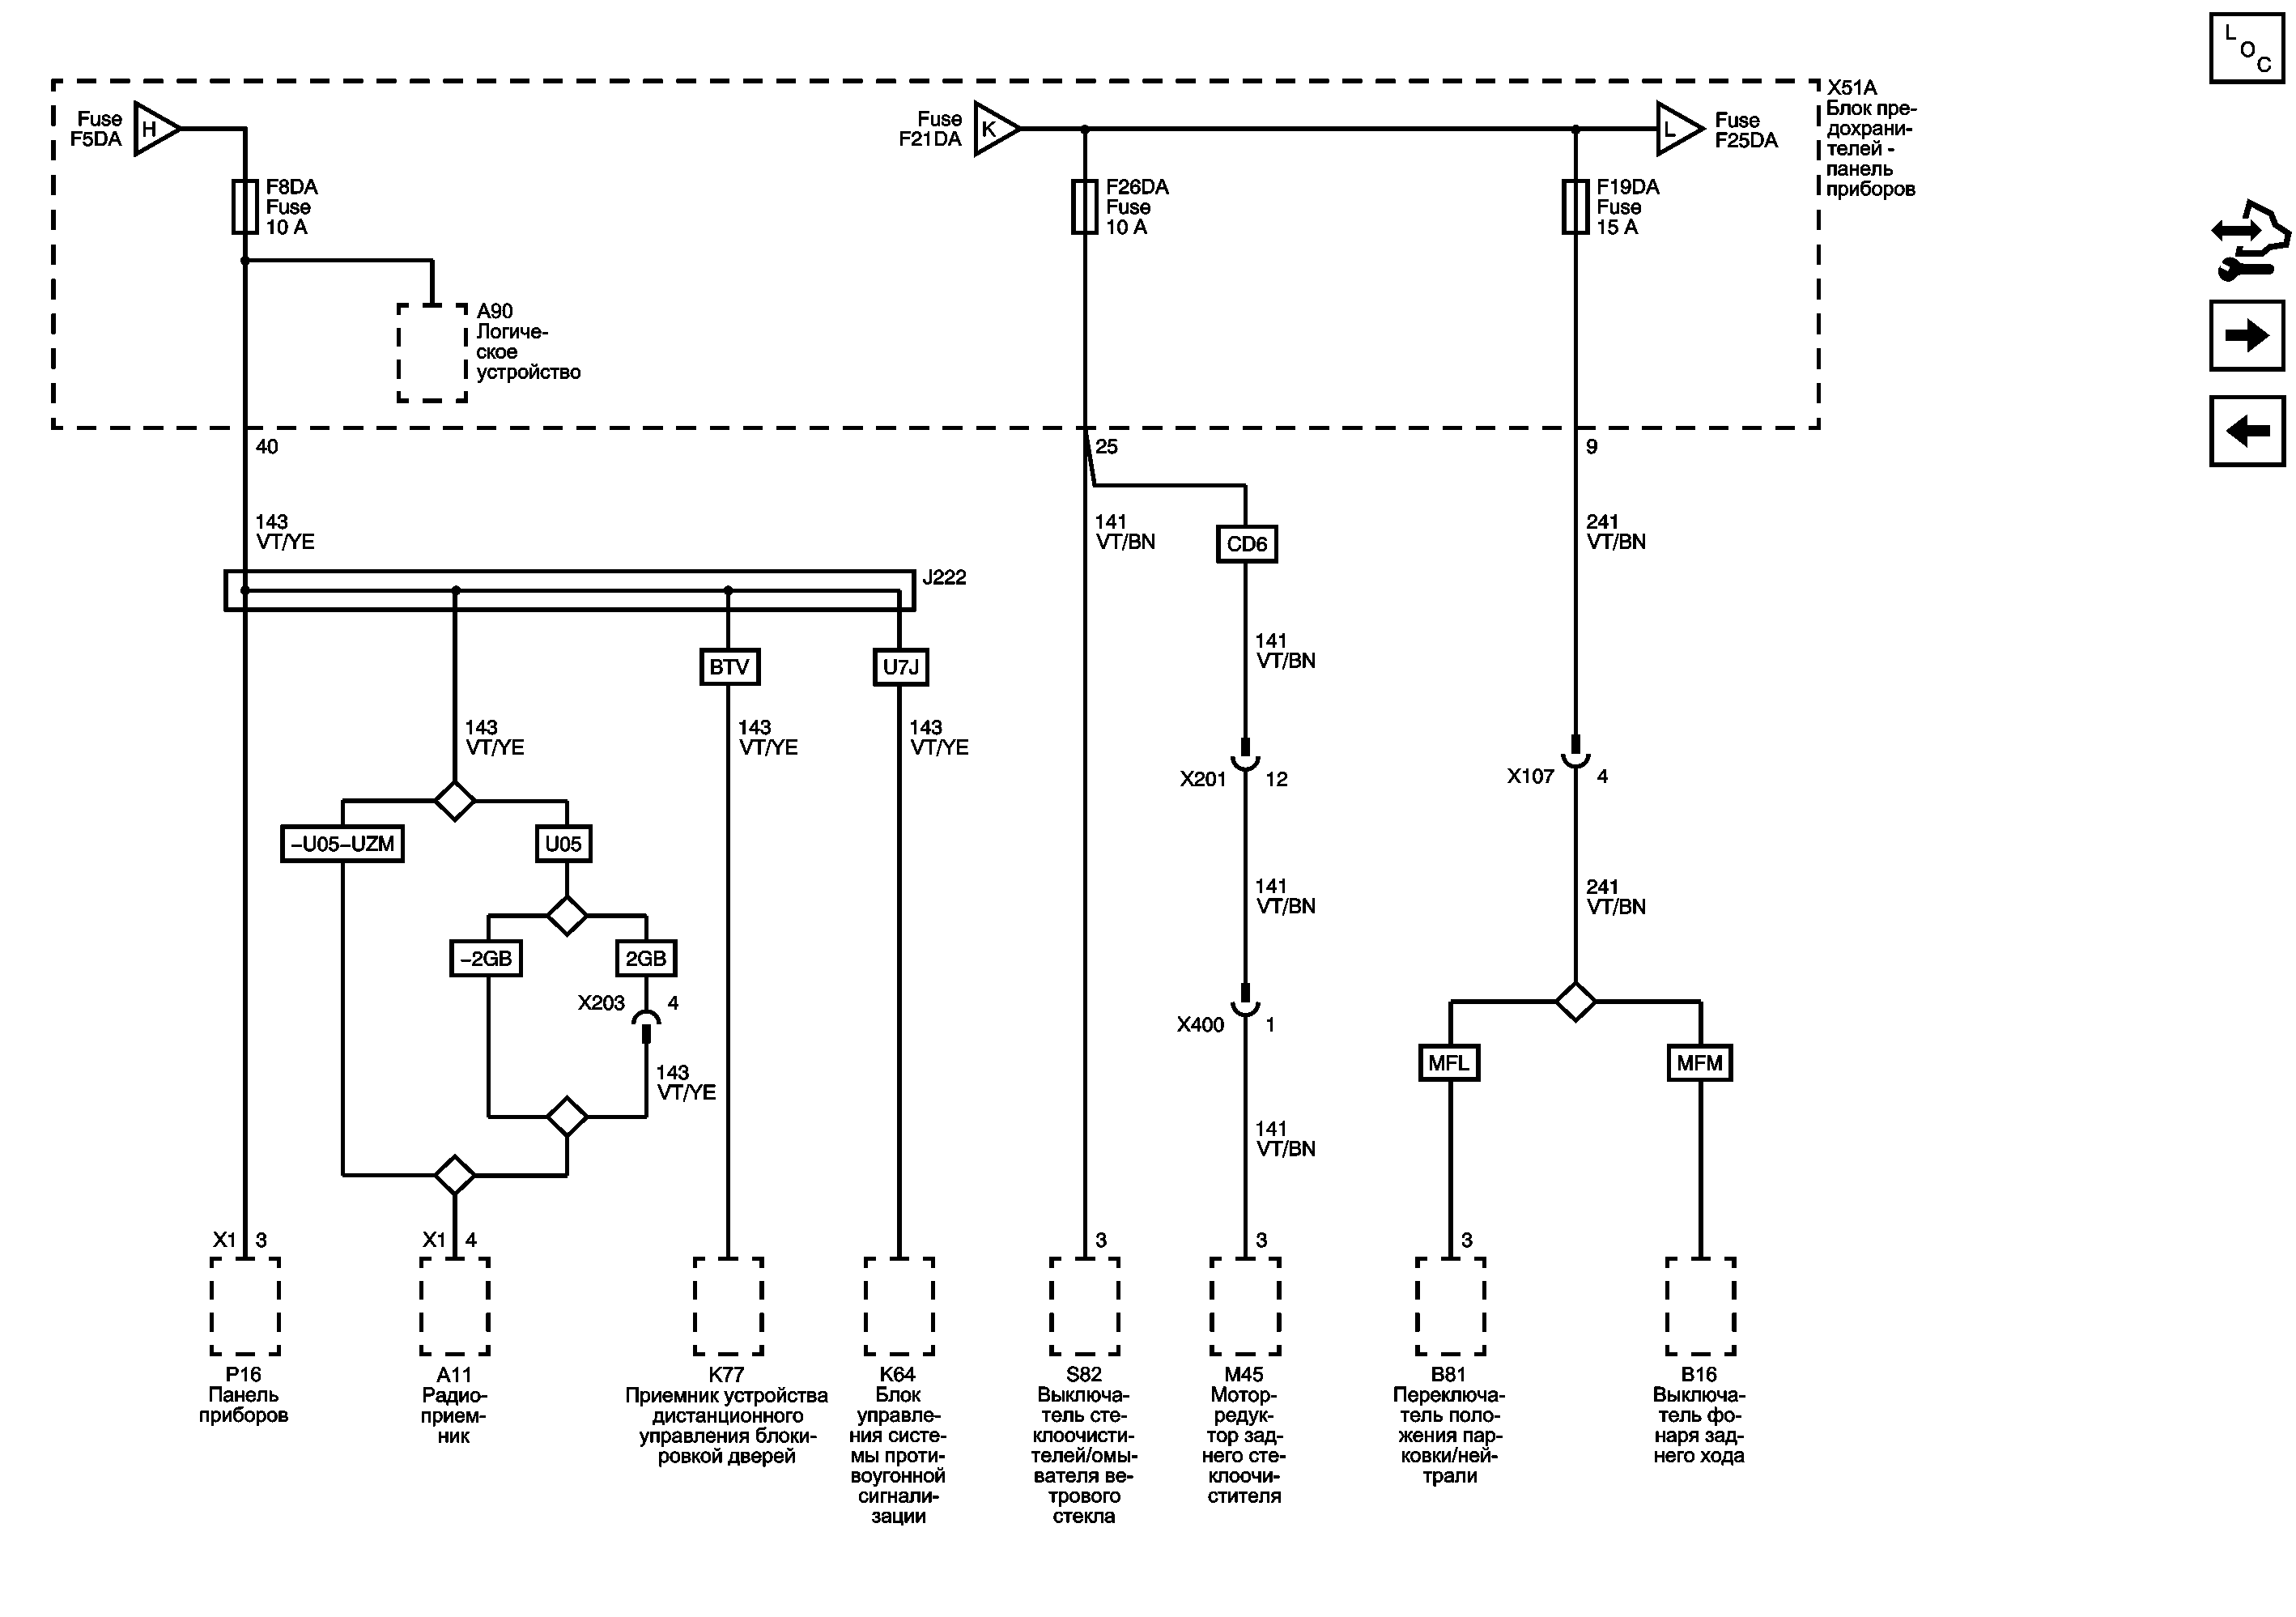 L
O
C
X51A
Блок пре-
дохрани-
телей -
панель
приборов
Fuse
F5DA
H
Fuse
F21DA
K
L
Fuse
F25DA
F8DA
Fuse
10 A
F26DA
Fuse
10 A
F19DA
Fuse
15 A
A90
Логиче-
ское
устройство
40
25
9
143
VT/YE
141
VT/BN
CD6
241
VT/BN
J222
BTV
U7J
141
VT/BN
143
VT/YE
143
VT/YE
143
VT/YE
X201 12
X107 4
–U05–UZM
U05
141
VT/BN
241
VT/BN
–2GB
2GB
X203 4
X400 1
143
VT/YE
MFL
MFM
141
VT/BN
X1 3
X1 4
3
3
3
P16
Панель
приборов
A11
Радио-
прием-
ник
K77
Приемник устройства
дистанционного
управления блоки-
ровкой дверей
K64
Блок
управле-
ния систе-
мы проти-
воугонной
сигнали-
зации
S82
Выключа-
тель сте-
клоочисти-
телей/омы-
вателя ве-
трового
стекла
M45
Мотор-
редук-
тор зад-
него сте-
клоочи-
стителя
B81
Переключа-
тель поло-
жения пар-
ковки/ней-
трали
B16
Выключа-
тель фо-
наря зад-
него хода